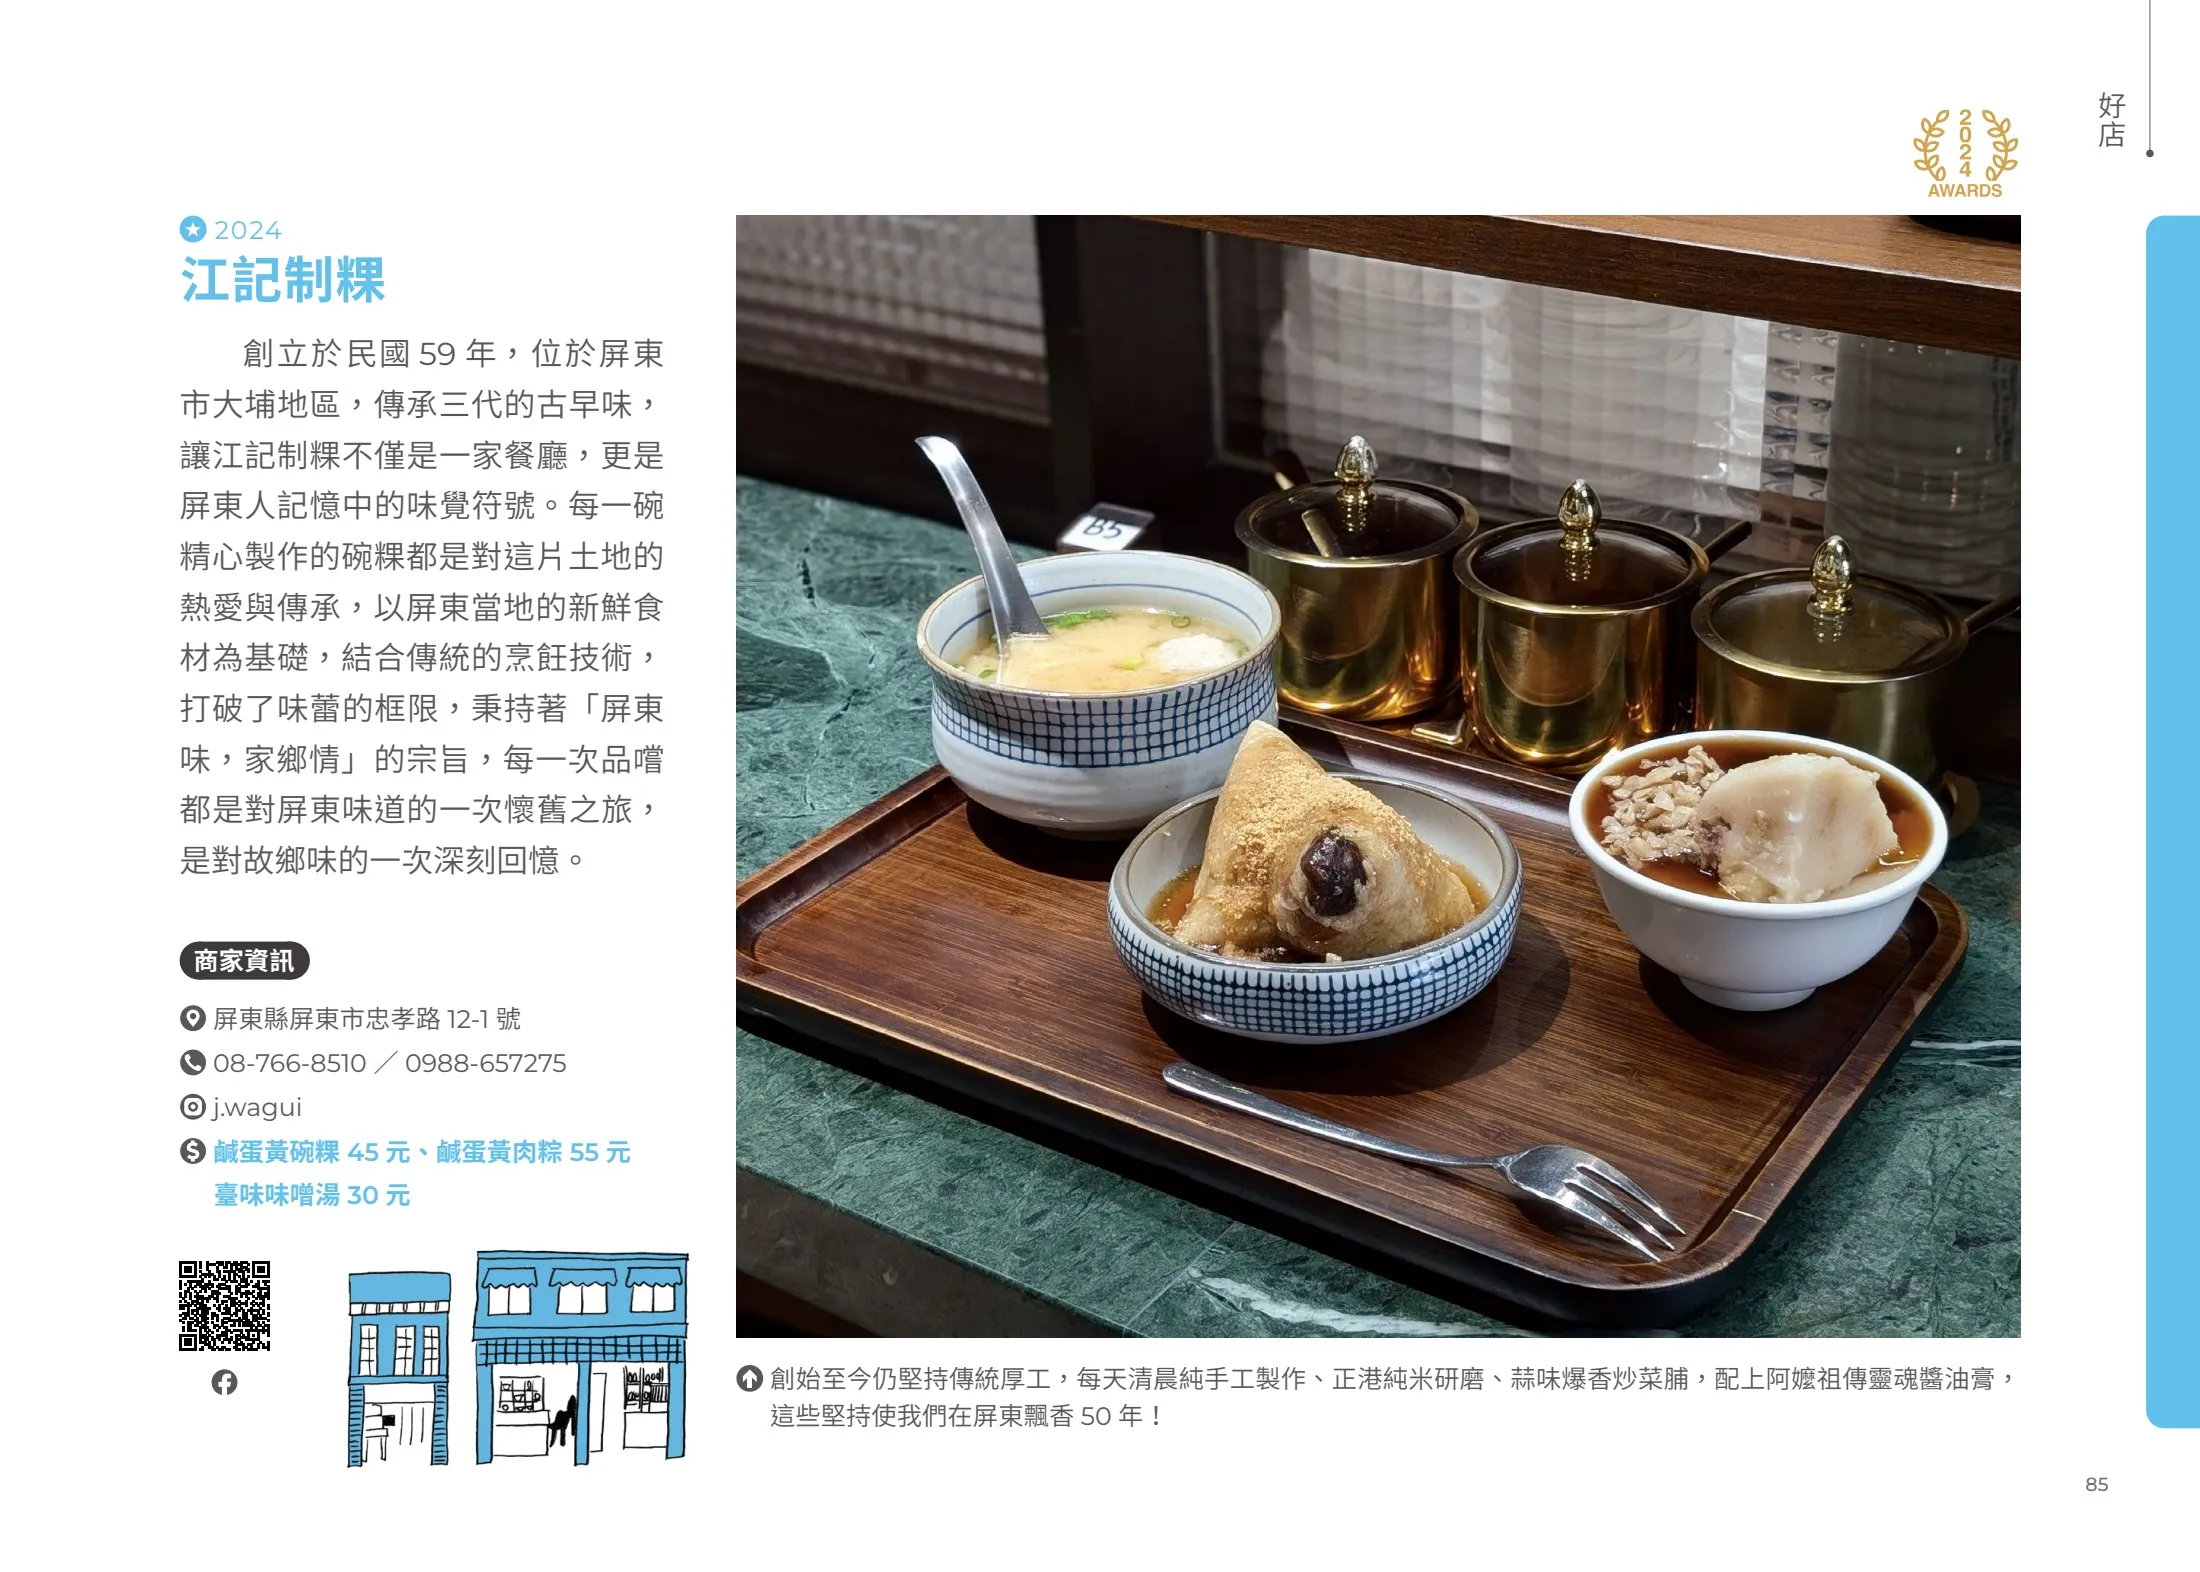 好店
2024
AWARDS
2024
江記制粿
創立於民國 59 年，位於屏東
市大埔地區，傳承三代的古早味，
讓江記制粿不僅是一家餐廳，更是
屏東人記憶中的味覺符號。每一碗
精心製作的碗粿都是對這片土地的
熱愛與傳承，以屏東當地的新鮮食
材為基礎，結合傳統的烹飪技術，
打破了味蕾的框限，秉持著「屏東
味，家鄉情」的宗旨，每一次品嚐
都是對屏東味道的一次懷舊之旅，
是對故鄉味的一次深刻回憶。
商家資訊
屏東縣屏東市忠孝路 12-1 號
08-766-8510 ／ 0988-657275
j.wagui
鹹蛋黃碗粿 45 元、鹹蛋黃肉粽 55 元
臺味味噌湯 30 元
B5
創始至今仍堅持傳統厚工，每天清晨純手工製作、正港純米研磨、蒜味爆香炒菜脯，配上阿嬤祖傳靈魂醬油膏，
這些堅持使我們在屏東飄香 50 年！
85